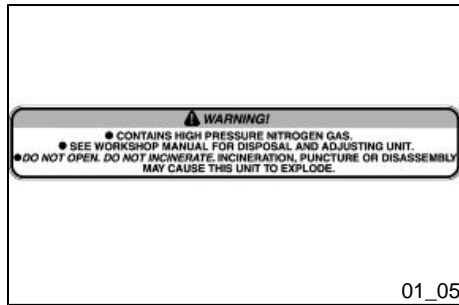 WARNING!
● CONTAINS HIGH PRESSURE NITROGEN GAS.
● SEE WORKSHOP MANUAL FOR DISPOSAL AND ADJUSTING UNIT.
●DO NOT OPEN. DO NOT INCINERATE. INCINERATION, PUNCTURE OR DISASSEMBLY
MAY CAUSE THIS UNIT TO EXPLODE.
01_05